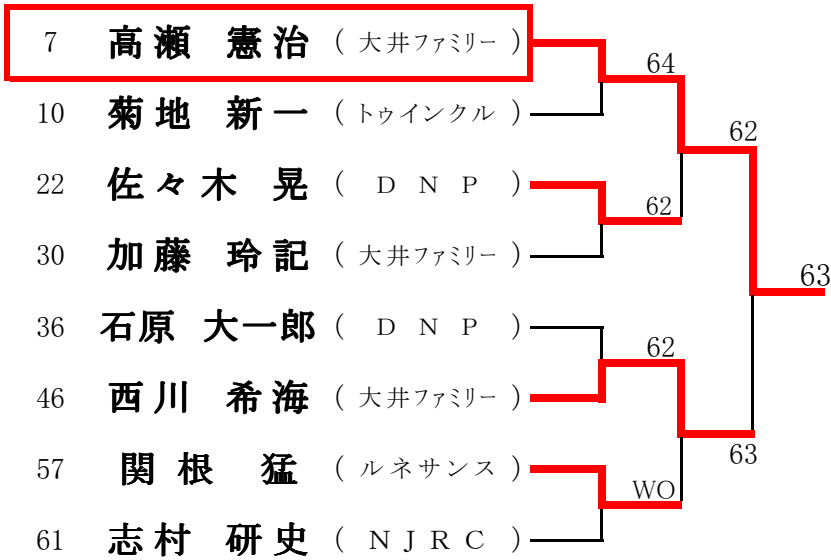 7 高瀬 憲治 ( 大井ファミリー )
64
10 菊地 新一 ( トゥインクル )
62
22 佐々木 晃 ( D N P )
62
30 加藤 玲記 ( 大井ファミリー )
63
36 石原 大一郎 ( D N P )
62
46 西川 希海 ( 大井ファミリー )
63
57 関根 猛 ( ルネサンス )
WO
61 志村 研史 ( N J R C )